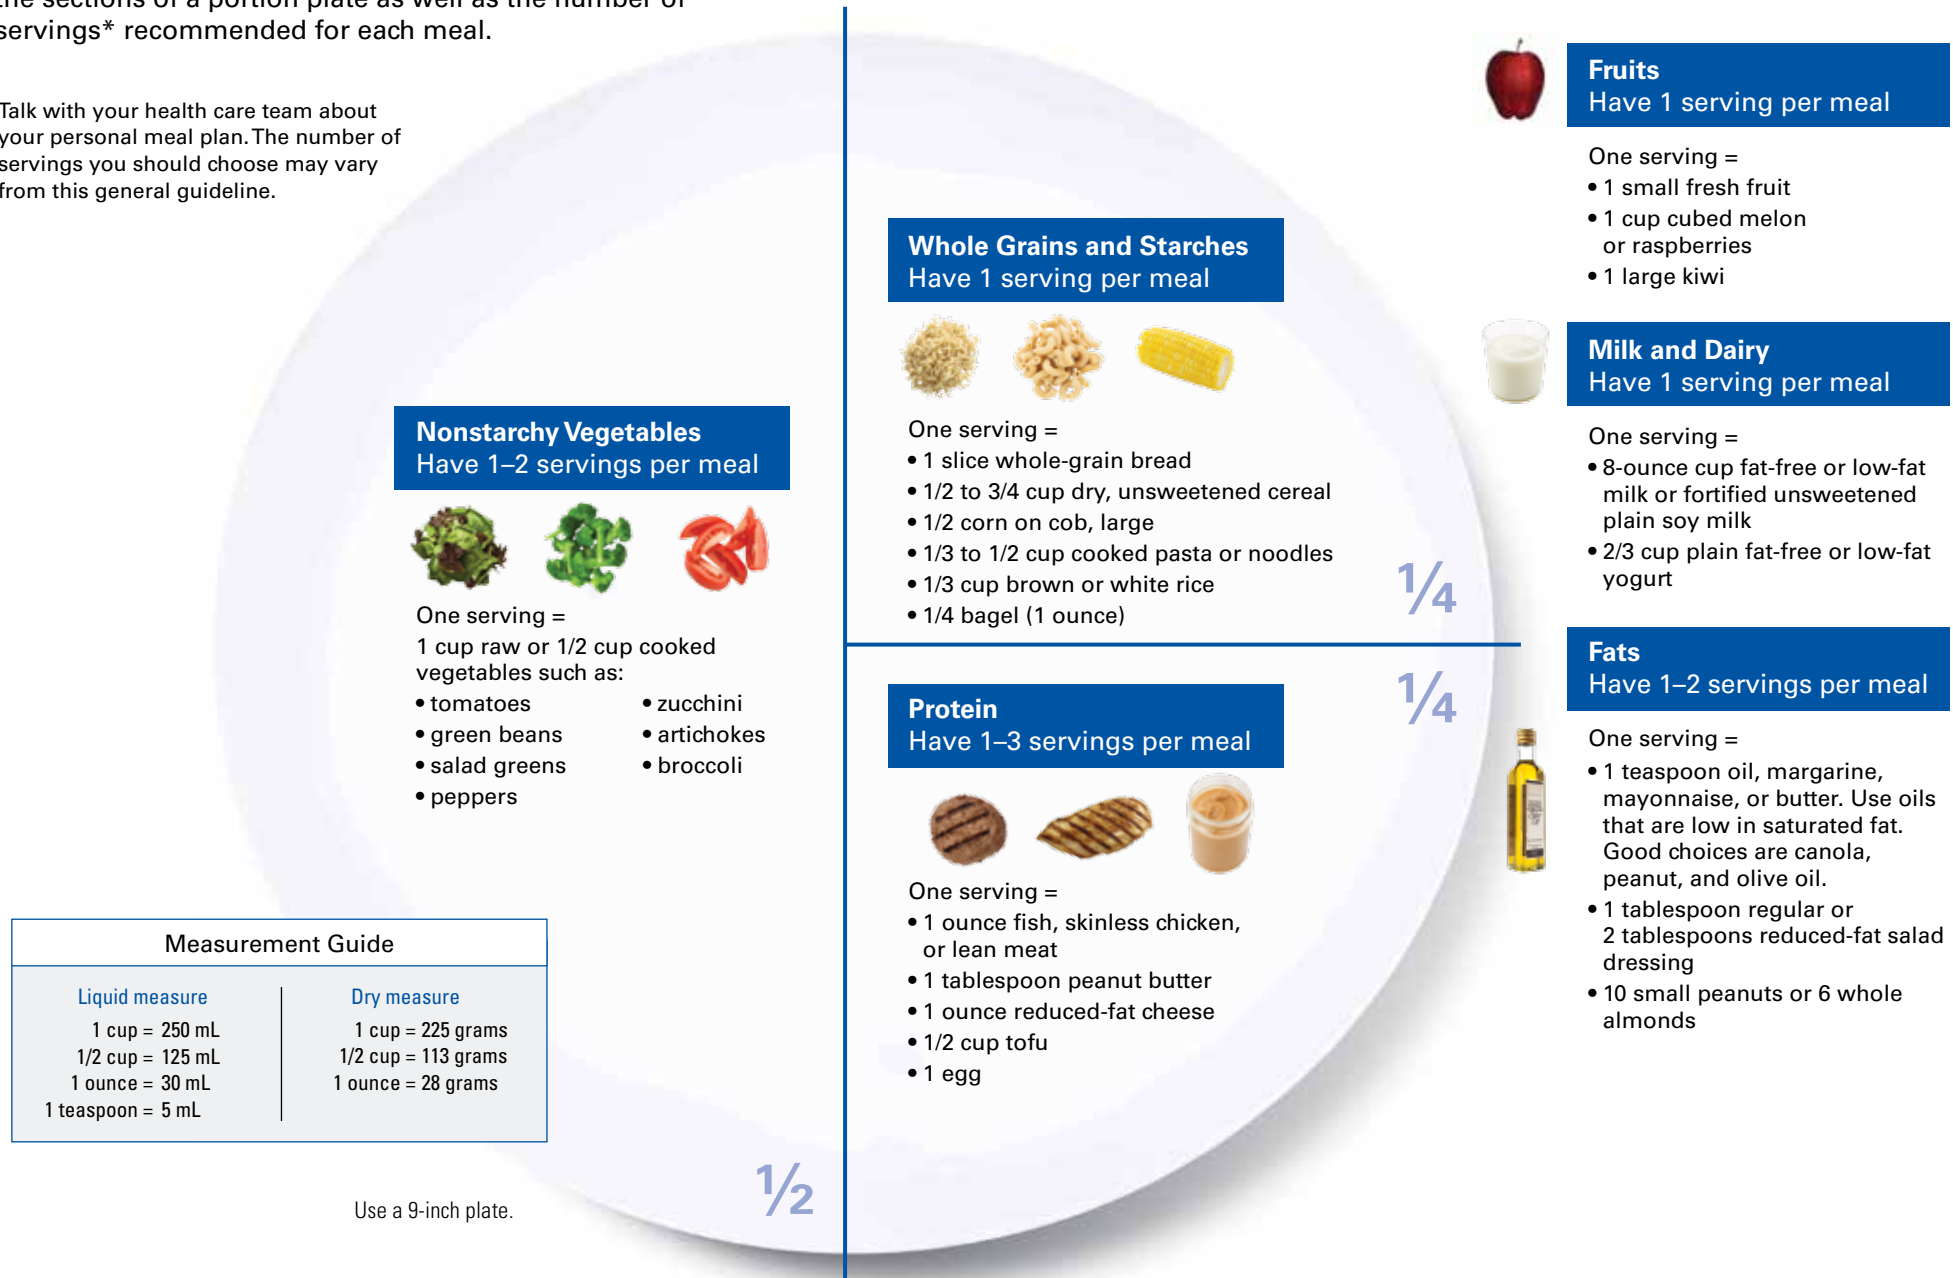 the sections of a portion plate as well as the number of
servings* recommended for each meal.
Talk with your health care team about
your personal meal plan. The number of
servings you should choose may vary
from this general guideline.
Nonstarchy Vegetables
Have 1–2 servings per meal
One serving =
1 cup raw or 1/2 cup cooked
vegetables such as:
• tomatoes
• green beans
• salad greens
• peppers
• zucchini
• artichokes
• broccoli
Measurement Guide
Liquid measure
1 cup = 250 mL
1/2 cup = 125 mL
1 ounce = 30 mL
1 teaspoon = 5 mL
Dry measure
1 cup = 225 grams
1/2 cup = 113 grams
1 ounce = 28 grams
Use a 9-inch plate.
1/2
Whole Grains and Starches
Have 1 serving per meal
One serving =
• 1 slice whole-grain bread
• 1/2 to 3/4 cup dry, unsweetened cereal
• 1/2 corn on cob, large
• 1/3 to 1/2 cup cooked pasta or noodles
• 1/3 cup brown or white rice
• 1/4 bagel (1 ounce)
1/4
1/4
Protein
Have 1–3 servings per meal
One serving =
• 1 ounce fish, skinless chicken,
or lean meat
• 1 tablespoon peanut butter
• 1 ounce reduced-fat cheese
• 1/2 cup tofu
• 1 egg
Fruits
Have 1 serving per meal
One serving =
• 1 small fresh fruit
• 1 cup cubed melon
or raspberries
• 1 large kiwi
Milk and Dairy
Have 1 serving per meal
One serving =
• 8-ounce cup fat-free or low-fat
milk or fortified unsweetened
plain soy milk
• 2/3 cup plain fat-free or low-fat
yogurt
Fats
Have 1–2 servings per meal
One serving =
• 1 teaspoon oil, margarine,
mayonnaise, or butter. Use oils
that are low in saturated fat.
Good choices are canola,
peanut, and olive oil.
• 1 tablespoon regular or
2 tablespoons reduced-fat salad
dressing
• 10 small peanuts or 6 whole
almonds